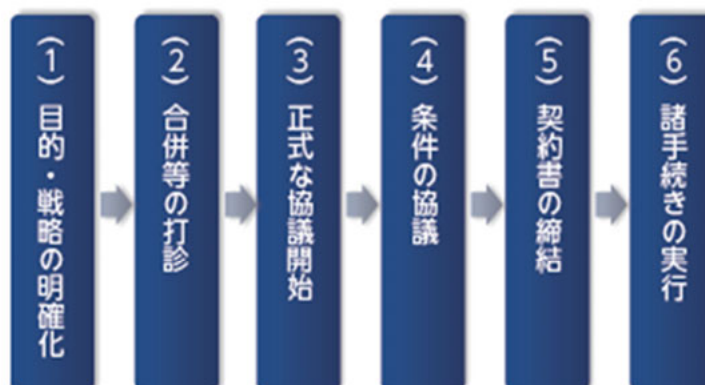 (1) 目的・戦略の明確化
(2) 合併等の打診
(3) 正式な協議開始
(4) 条件の協議
(5) 契約書の締結
(6) 諸手続きの実行